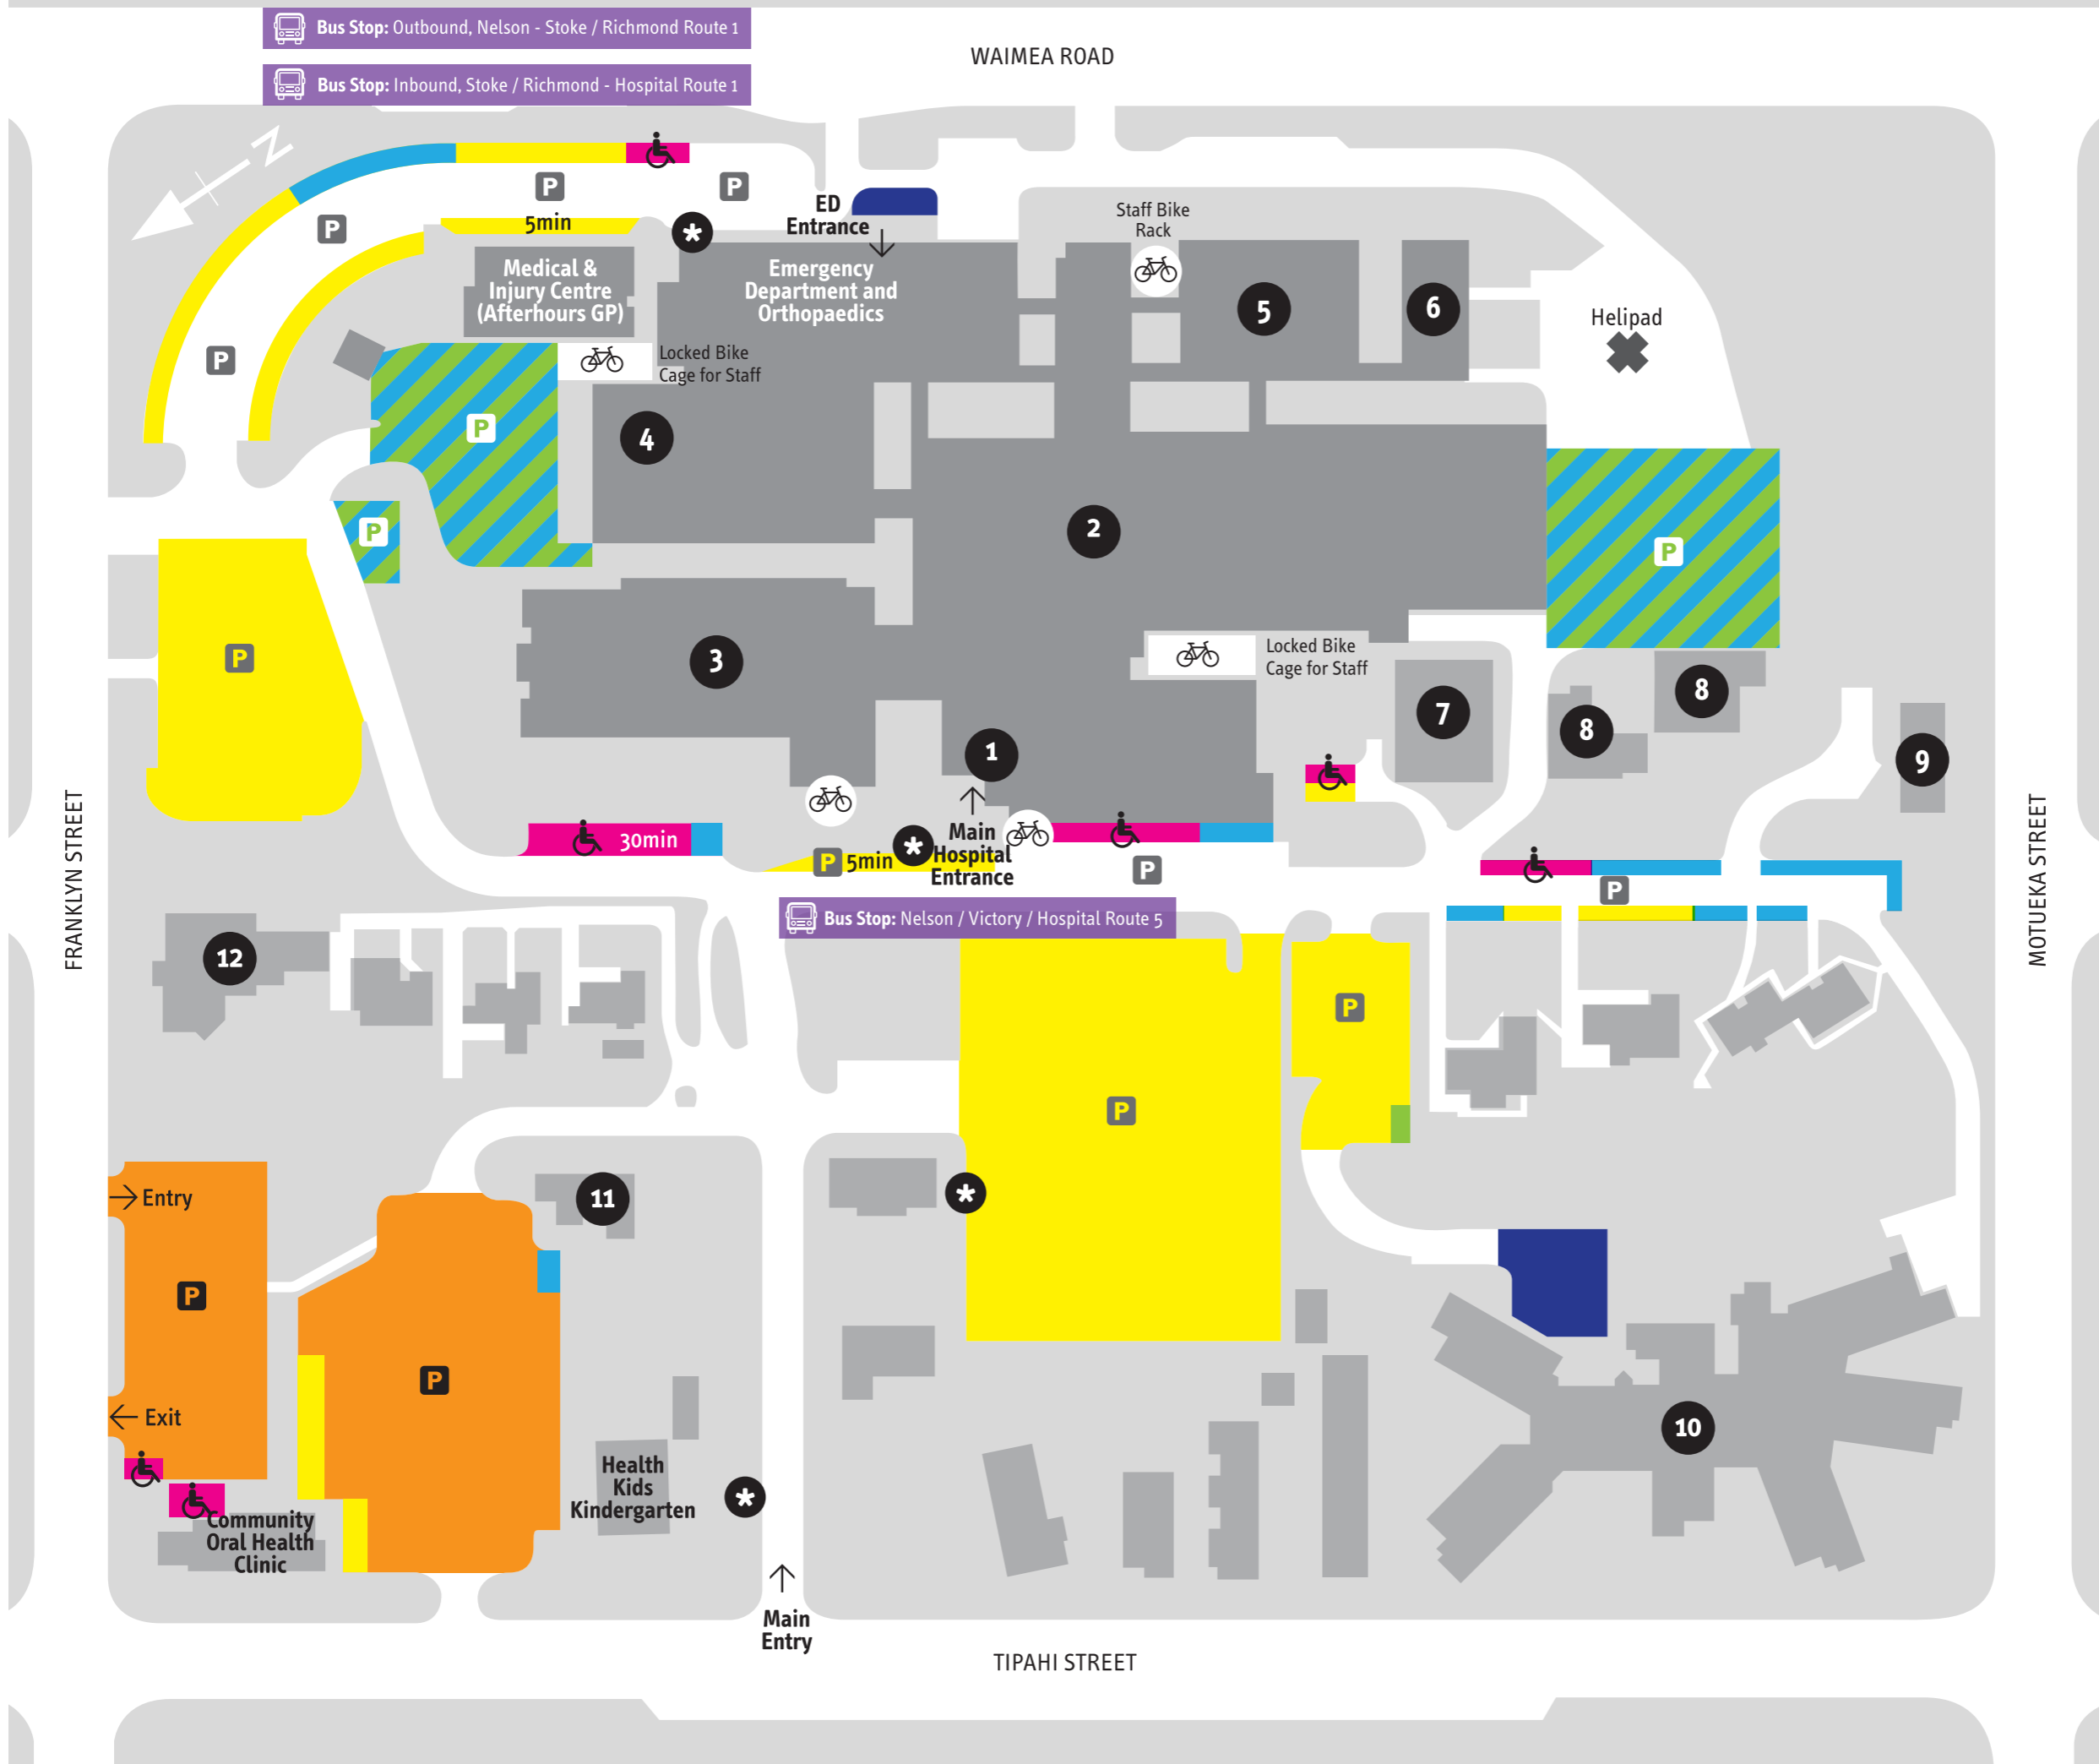 Bus Stop: Outbound, Nelson - Stoke / Richmond Route 1
Bus Stop: Inbound, Stoke / Richmond - Hospital Route 1
WAIMEA ROAD
N
P
P
P
P
5min
*
ED
Entrance
Staff Bike
Rack
Medical &
Injury Centre
(Afterhours GP)
Emergency
Department and
Orthopaedics
5
6
Helipad
Locked Bike
Cage for Staff
4
P
P
2
P
P
3
Locked Bike
Cage for Staff
7
8
8
9
1
30min
P 5min
*
Main
Hospital
Entrance
P
P
Bus Stop: Nelson / Victory / Hospital Route 5
FRANKLYN STREET
MOTUEKA STREET
12
P
P
Entry
11
*
P
P
Exit
10
Health
Kids
Kindergarten
*
Community
Oral Health
Clinic
Main
Entry
TIPAHI STREET